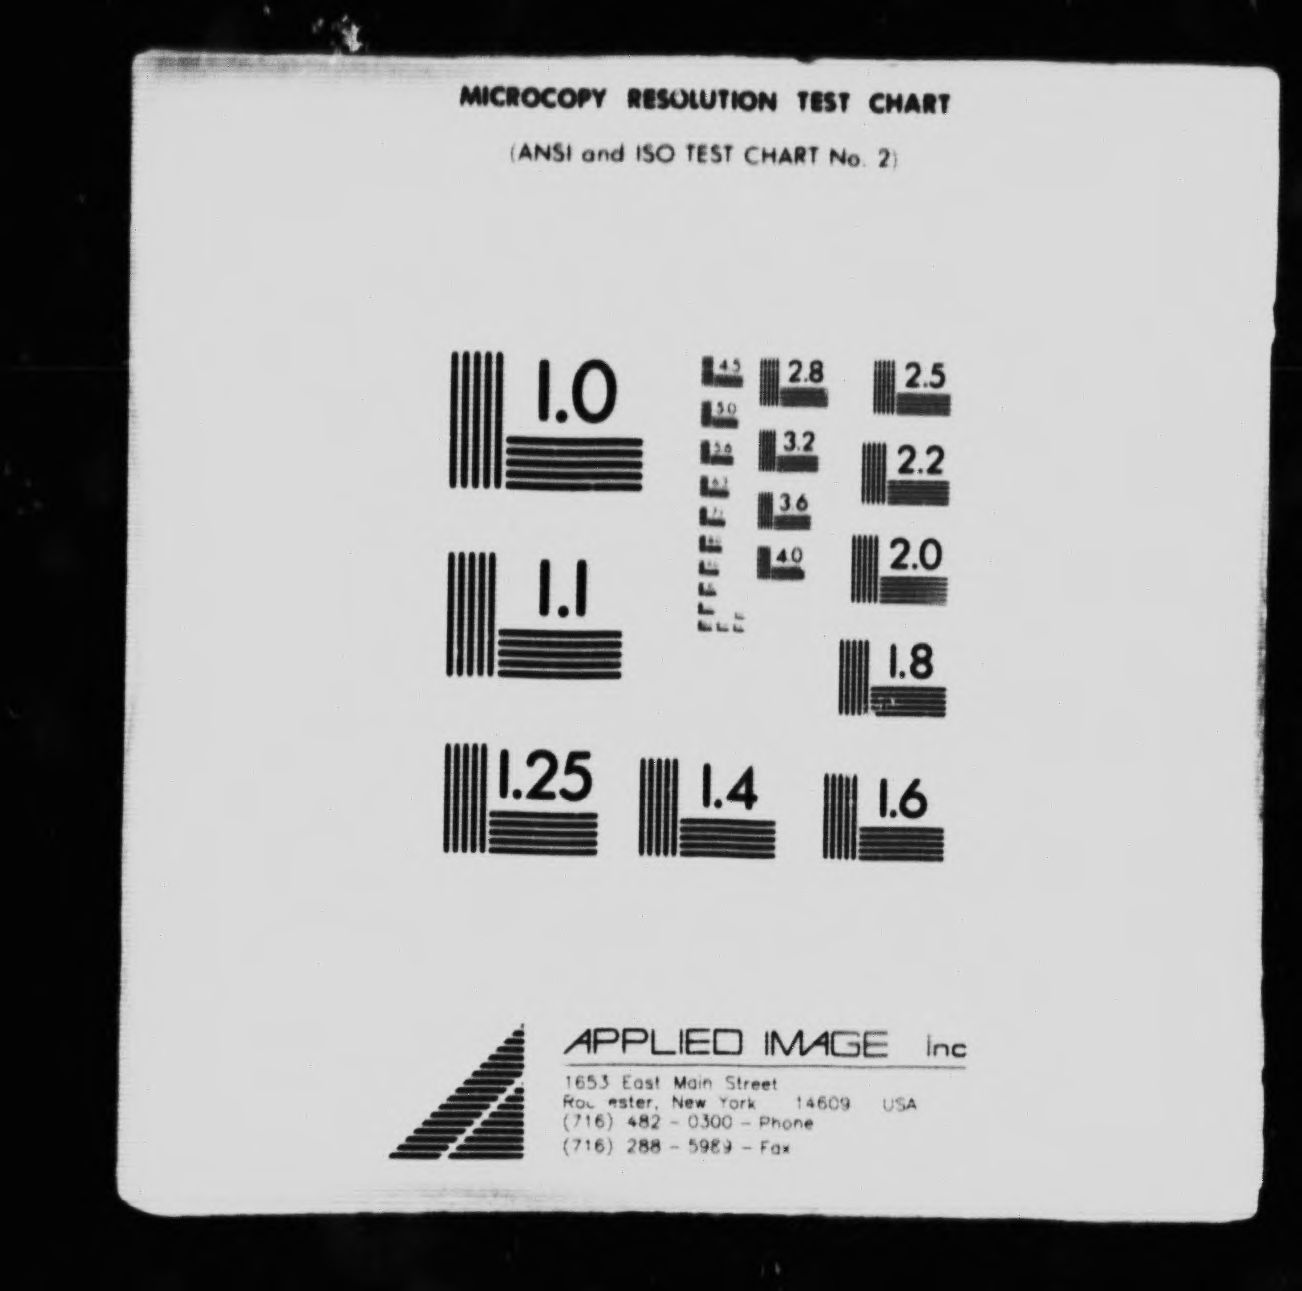 MICROCOPY RESOLUTION TEST CHART
(ANSI and ISO TEST CHART No. 2)
1.0
1.1
1.25
1.4
1.6
1.8
2.0
2.2
2.5
2.8
3.2
3.6
4.0
4.5
5.0
5.6
APPLIED IMAGE inc
1653 East Main Street
New York 14609 USA
(716) 482 - 0300 - Phone
(716) 288 - 5989 - Fax